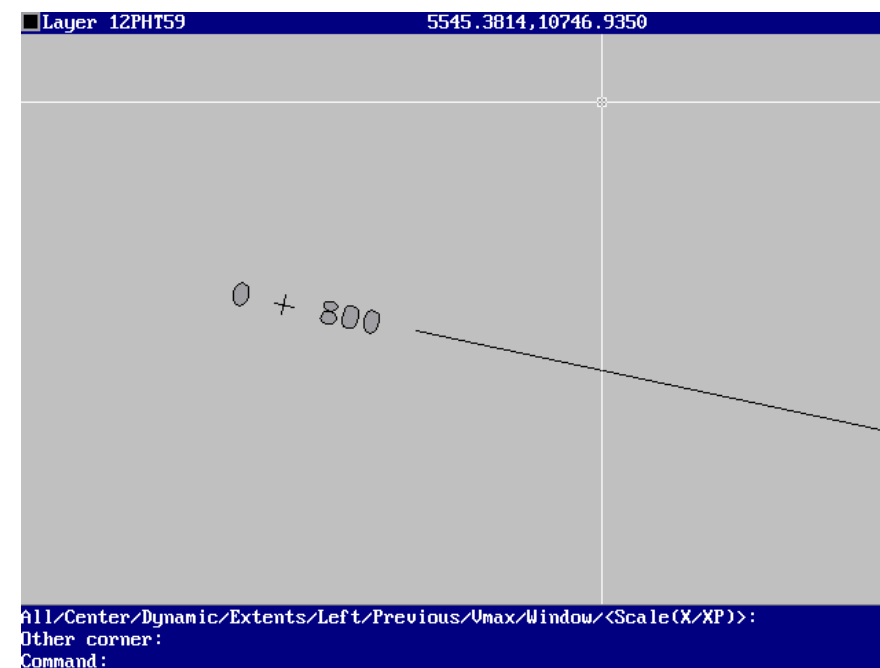 Layer 12PHT59 5545.3814,10746.9350
0 + 800
All/Center/Dynamic/Extents/Left/Previous/Vmax/Window/<Scale(X/XP)>:
Other corner:
Command: